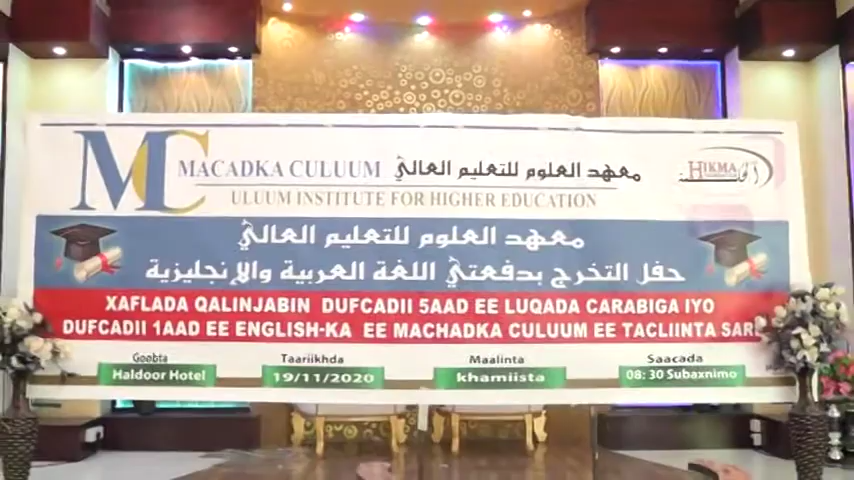 MC
MACADKA CULUUM معهد العلوم للتعليم العالي
ULUUM INSTITUTE FOR HIGHER EDUCATION
HIKMA
معهد العلوم للتعليم العالي
حفل التخرج بدفعتي اللغة العربية والإنجليزية
XAFLADA QALINJABIN DUFCADII 5AAD EE LUQADA CARABIGA IYO
DUFCADII 1AAD EE ENGLISH-KA EE MACHADKA CULUUM EE TACLIINTA SARE
Goobta Taariikhda Maalinta Saacada
Haldoor Hotel 19/11/2020 khamiista 08:30 Subaxnimo